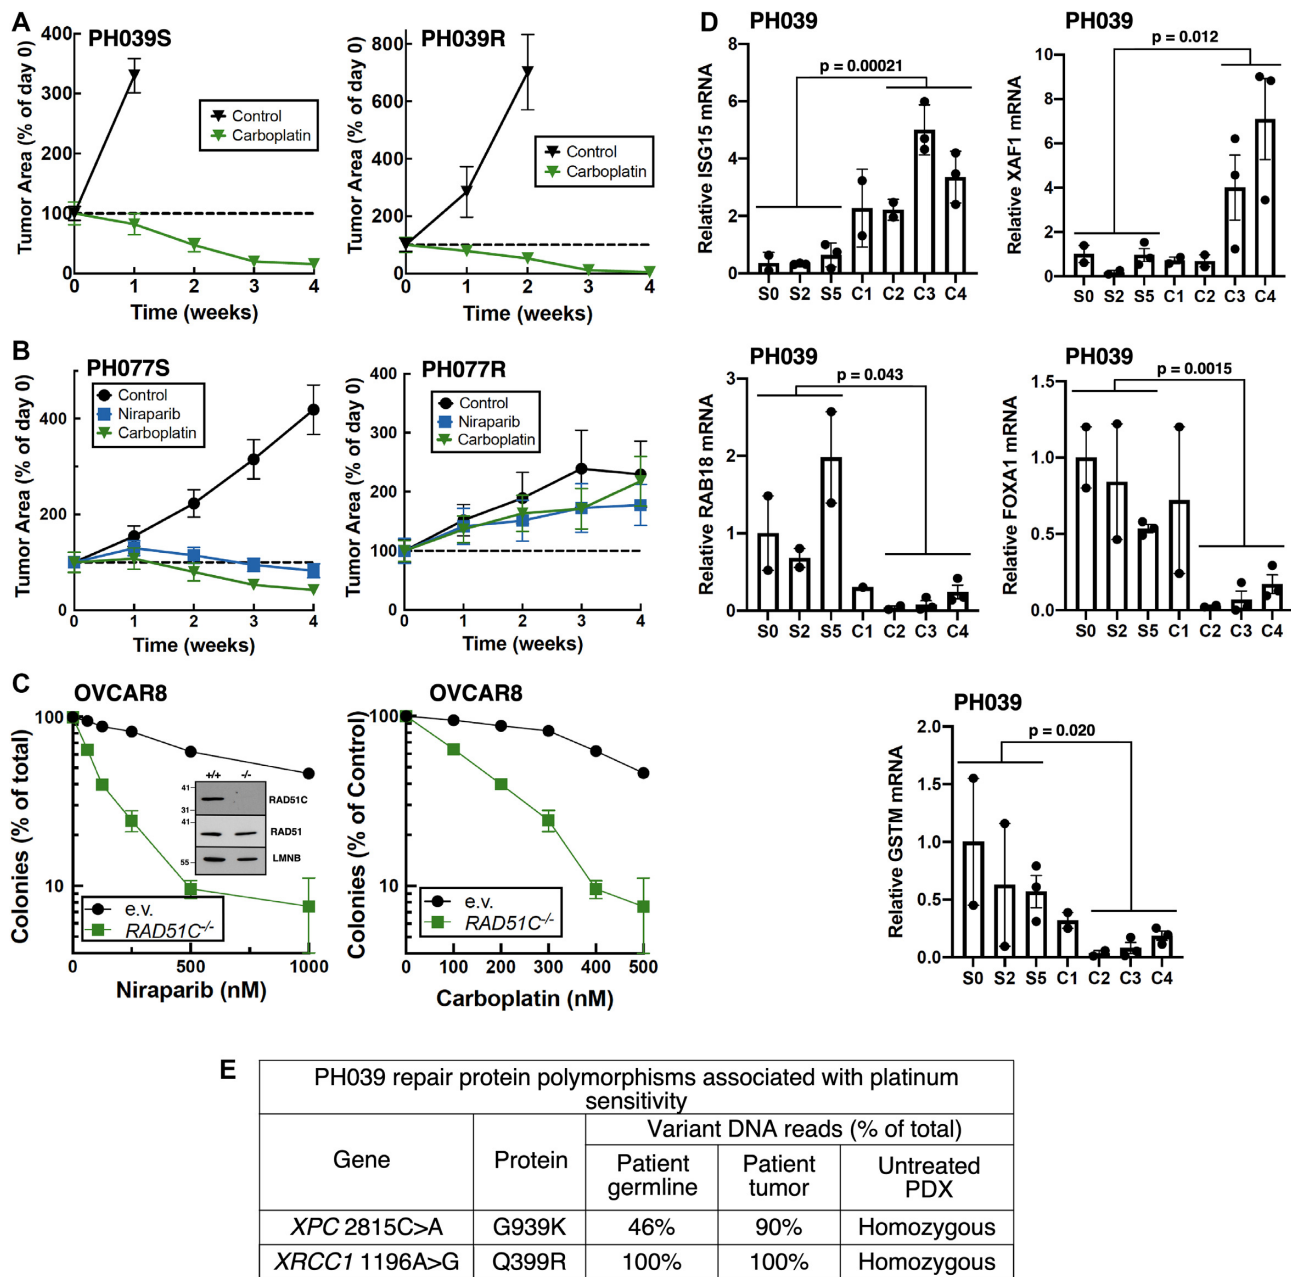 A
PH039S
Tumor Area (% of day 0)
400
300
200
100
0
Control
Carboplatin
0 1 2 3 4
Time (weeks)
PH039R
Tumor Area (% of day 0)
800
600
400
200
0
Control
Carboplatin
0 1 2 3 4
Time (weeks)
B
PH077S
Tumor Area (% of day 0)
400
200
0
Control
Niraparib
Carboplatin
0 1 2 3 4
Time (weeks)
PH077R
Tumor Area (% of day 0)
400
300
200
100
0
Control
Niraparib
Carboplatin
0 1 2 3 4
Time (weeks)
C
OVCAR8
Colonies (% of total)
100
10
+/+ -/-
41
31
RAD51C
41
RAD51
55
LMNB
e.v.
RAD51C-/-
0 500 1000
Niraparib (nM)
OVCAR8
Colonies (% of Control)
100
10
e.v.
RAD51C-/-
0 100 200 300 400 500
Carboplatin (nM)
D
PH039
Relative ISG15 mRNA
8
6
4
2
0
p = 0.00021
S0 S2 S5 C1 C2 C3 C4
PH039
Relative XAF1 mRNA
10
8
6
4
2
0
p = 0.012
S0 S2 S5 C1 C2 C3 C4
PH039
Relative RAB18 mRNA
3
2
1
0
p = 0.043
S0 S2 S5 C1 C2 C3 C4
PH039
Relative FOXA1 mRNA
1.5
1.0
0.5
0.0
p = 0.0015
S0 S2 S5 C1 C2 C3 C4
PH039
Relative GSTM mRNA
2.0
1.5
1.0
0.5
0.0
p = 0.020
S0 S2 S5 C1 C2 C3 C4
E
PH039 repair protein polymorphisms associated with platinum
sensitivity
Gene
Protein
Variant DNA reads (% of total)
Patient
germline
Patient
tumor
Untreated
PDX
XPC 2815C>A G939K 46% 90% Homozygous
XRCC1 1196A>G Q399R 100% 100% Homozygous